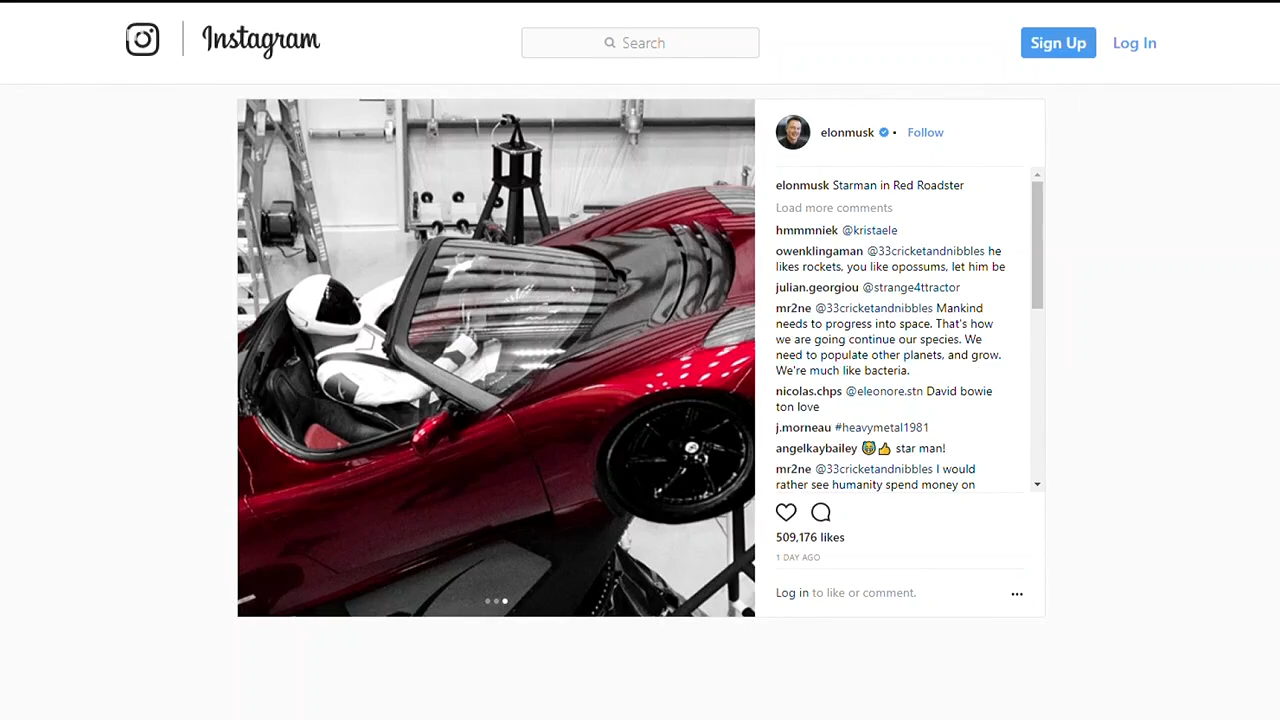 Instagram
Search
Sign Up
Log In
elonmusk • Follow
elonmusk Starman in Red Roadster
Load more comments
hmmmniek @kristaele
owenklingaman @33cricketandnibbles he
likes rockets, you like opossums, let him be
julian.georgiou @strange4ttractor
mr2ne @33cricketandnibbles Mankind
needs to progress into space. That's how
we are going continue our species. We
need to populate other planets, and grow.
We're much like bacteria.
nicolas.chps @eleonore.stn David bowie
ton love
j.morneau #heavymetal1981
angelkaybailey star man!
mr2ne @33cricketandnibbles I would
rather see humanity spend money on
509,176 likes
1 DAY AGO
Log in to like or comment.